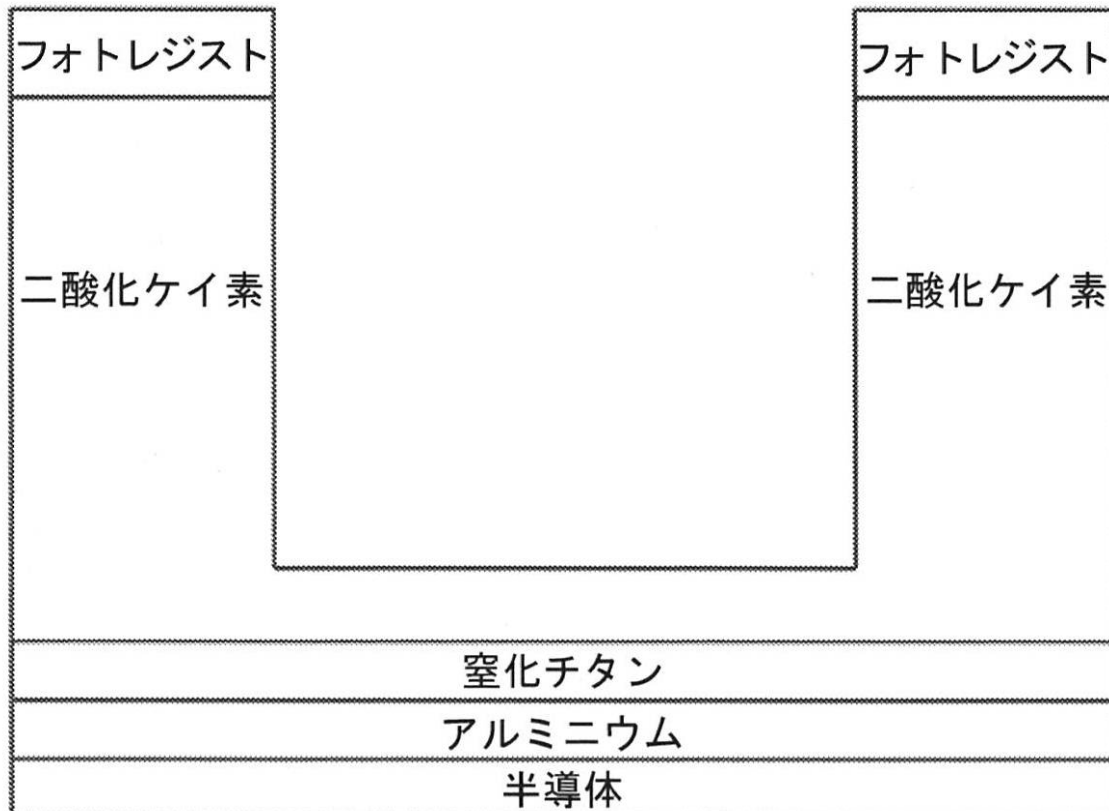 フォトレジスト
フォトレジスト
二酸化ケイ素
二酸化ケイ素
窒化チタン
アルミニウム
半導体